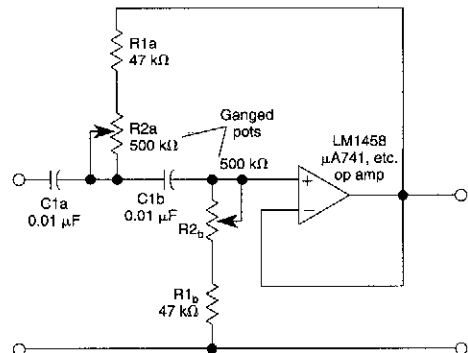 R1a
47 kΩ
R2a
500 kΩ
Ganged
pots
500 kΩ
LM1458
µA741, etc.
op amp
C1a
0.01 µF
C1b
0.01 µF
+
−
R2b
R1b
47 kΩ